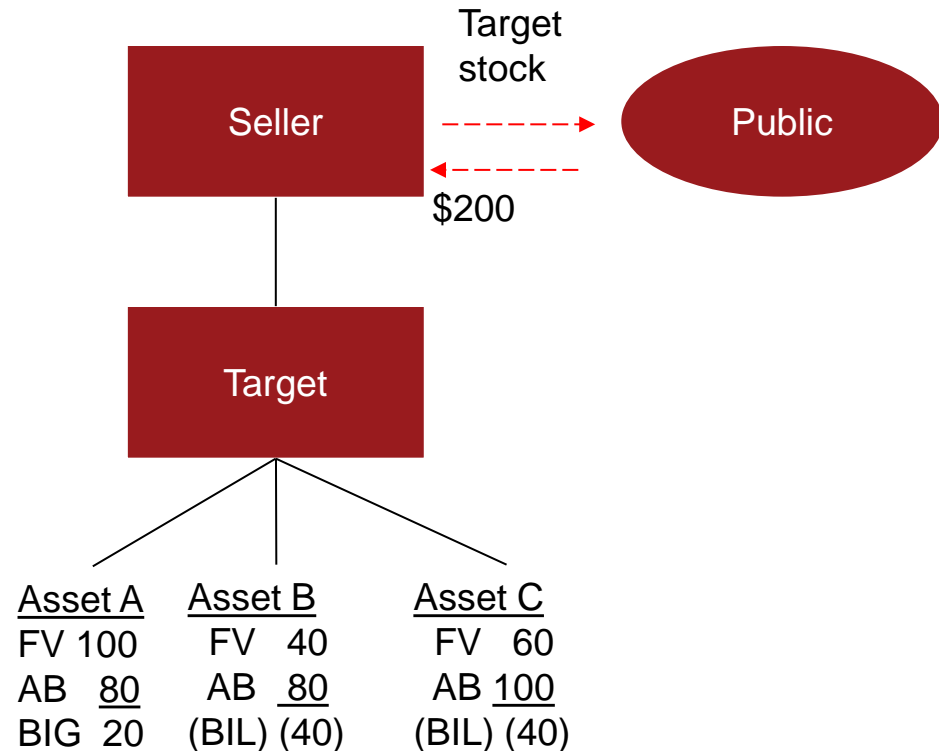 Target
stock
Seller
Public
$200
Target
Asset A
FV 100
AB 80
BIG 20
Asset B
FV 40
AB 80
(BIL) (40)
Asset C
FV 60
AB 100
(BIL) (40)